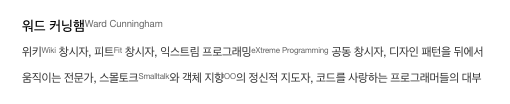 워드 커닝햄Ward Cunningham
위키Wiki 창시자, 피트Fit 창시자, 익스트림 프로그래밍eXtreme Programming 공동 창시자, 디자인 패턴을 뒤에서
움직이는 전문가, 스몰토크Smalltalk와 객체 지향OO의 정신적 지도자, 코드를 사랑하는 프로그래머들의 대부